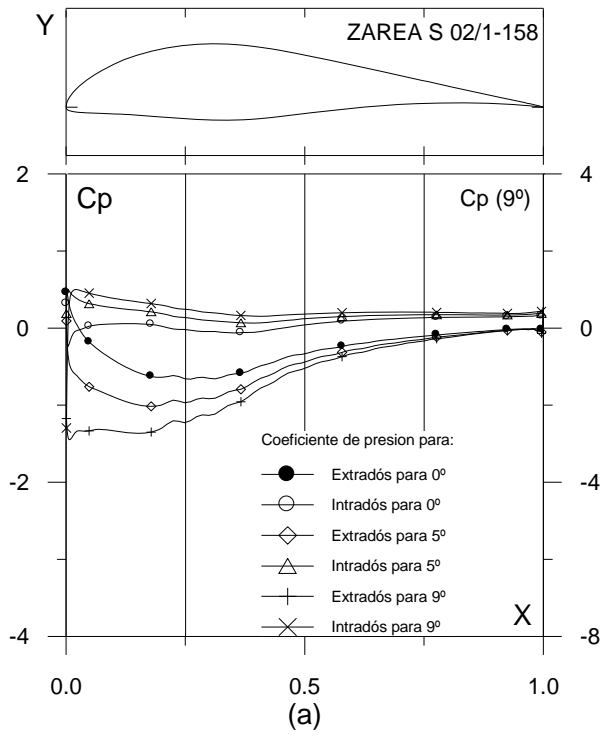 Y
ZAREA S 02/1-158
2
4
Cp
Cp (9º)
0
0
-2
-4
-4
-8
Coeficiente de presion para:
Extradós para 0º
Intradós para 0º
Extradós para 5º
Intradós para 5º
Extradós para 9º
Intradós para 9º
X
0.0
0.5
1.0
(a)